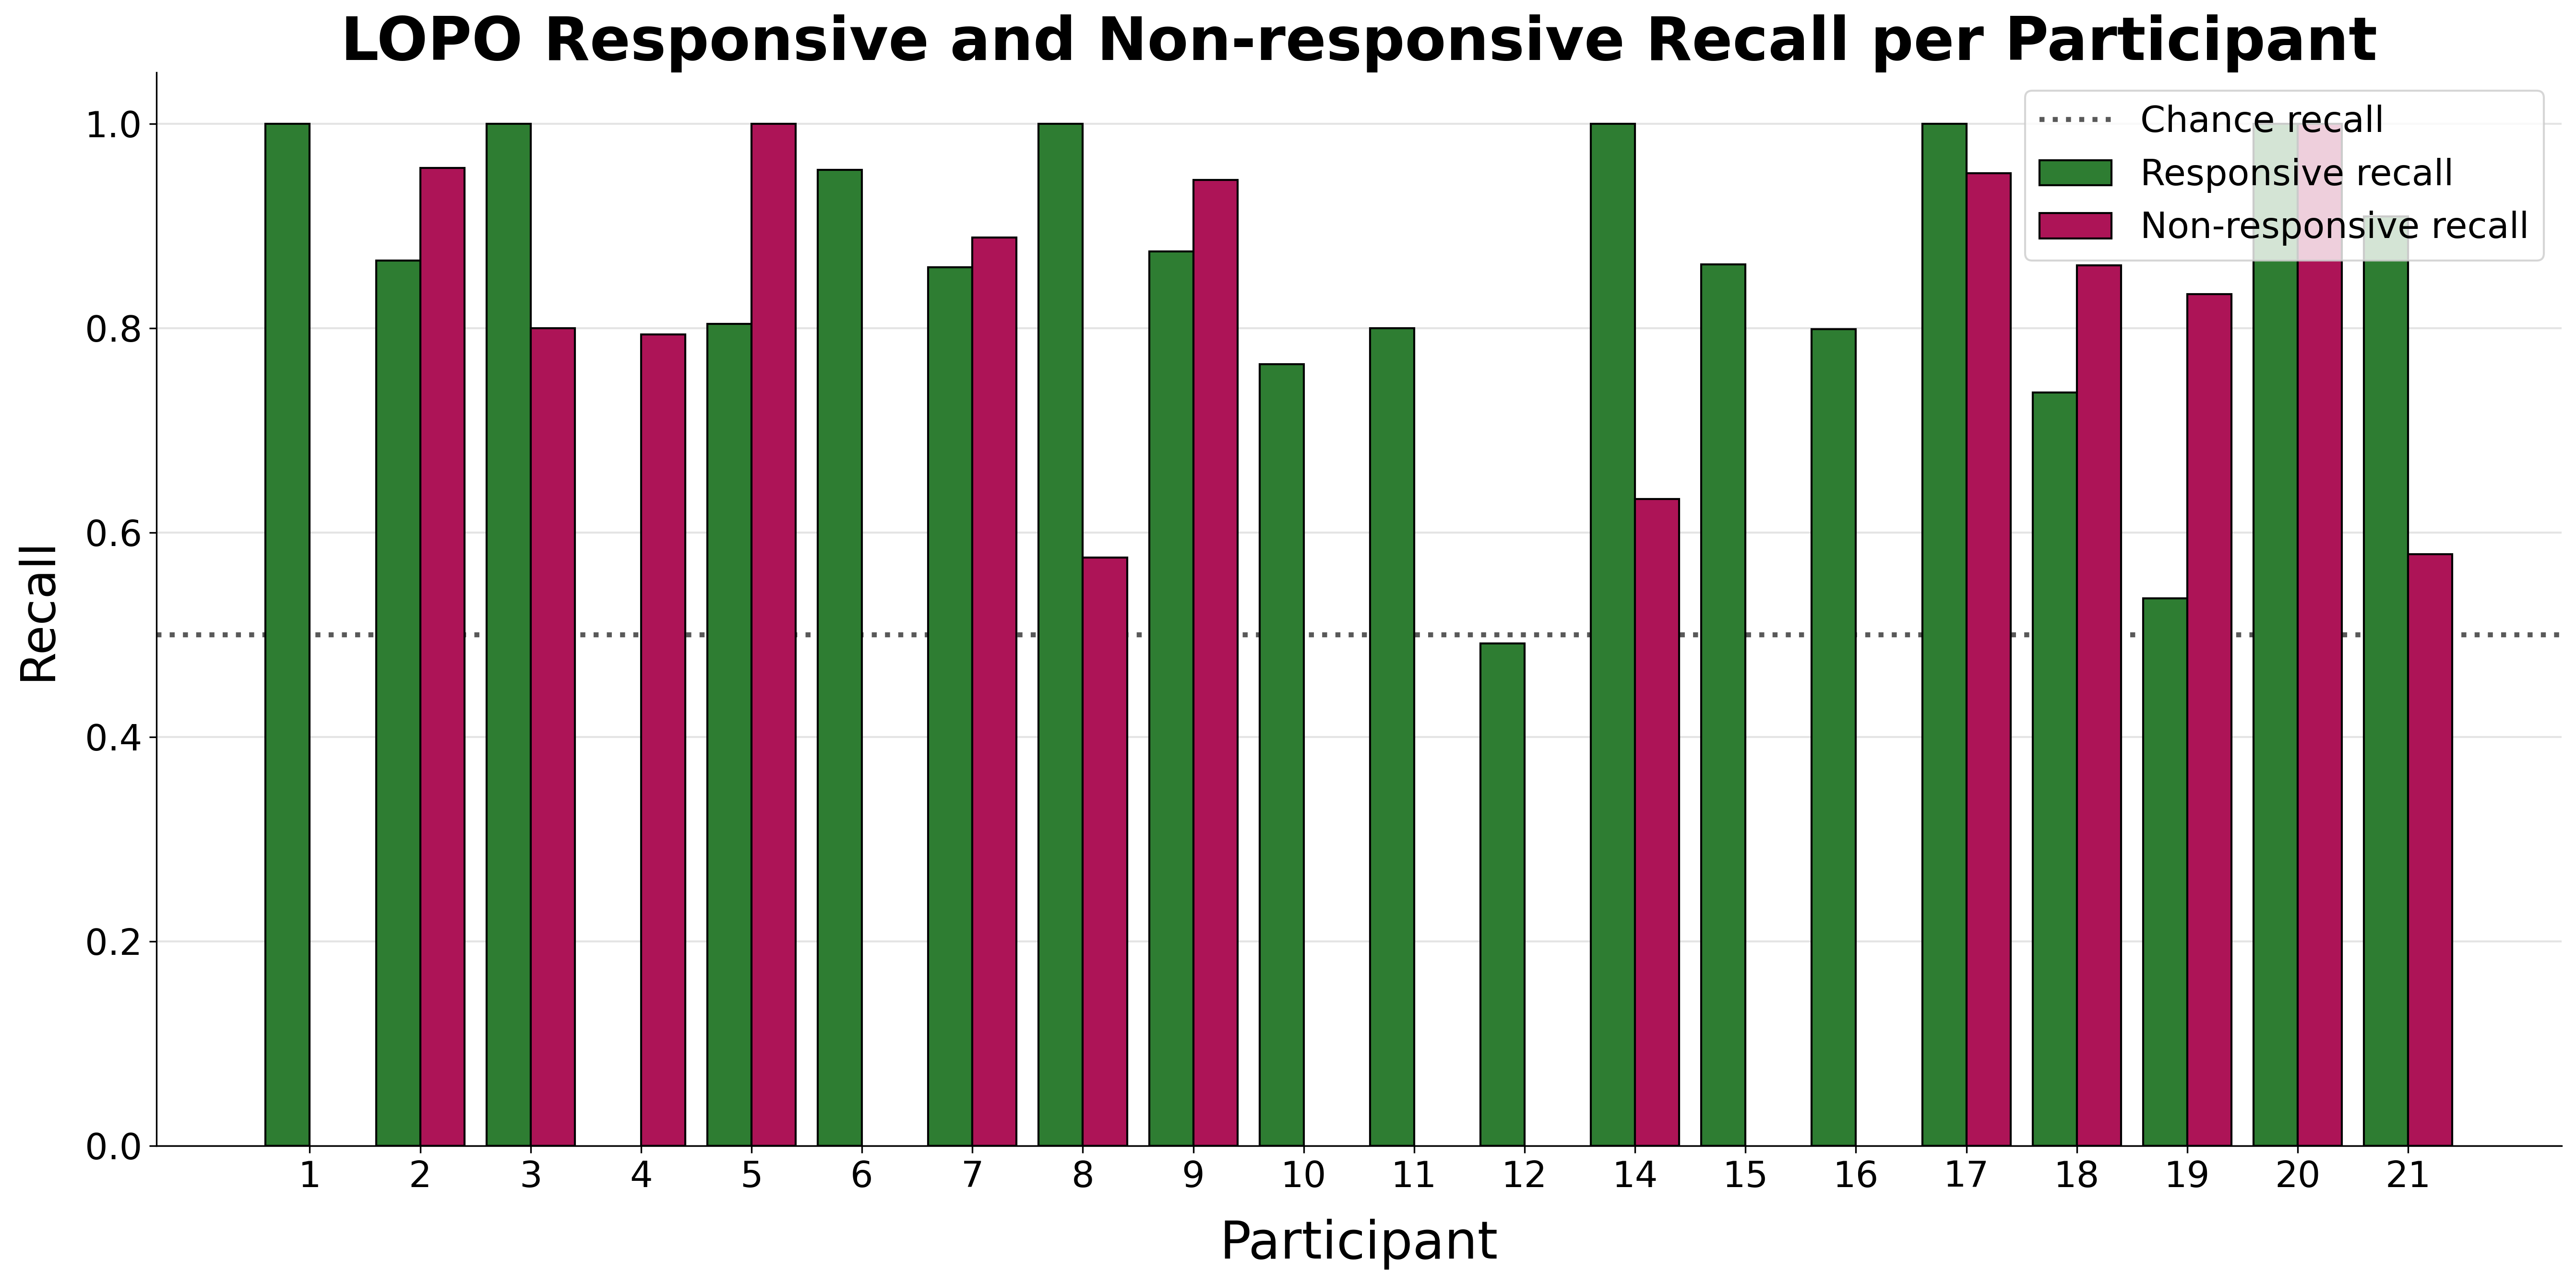 LOPO Responsive and Non-responsive Recall per Participant
Chance recall
Responsive recall
Non-responsive recall
1.0
0.8
0.6
0.4
0.2
0.0
Recall
1 2 3 4 5 6 7 8 9 10 11 12 14 15 16 17 18 19 20 21
Participant